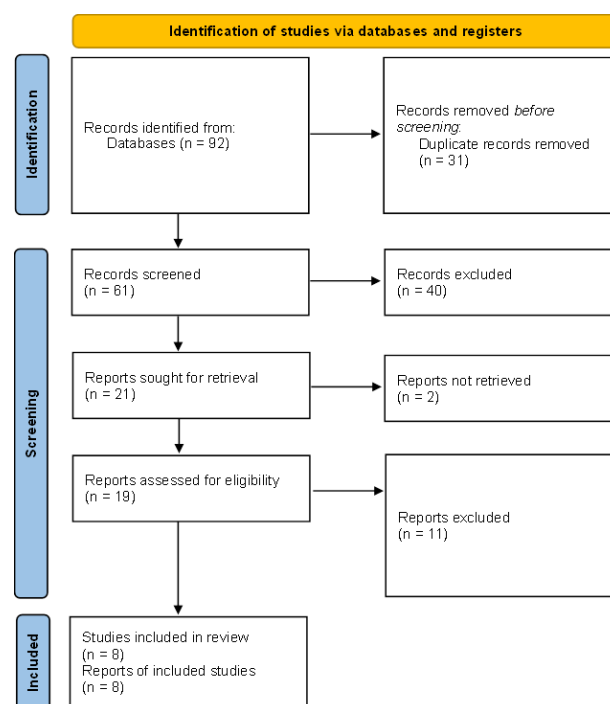 Identification of studies via databases and registers
Identification
Records identified from:
Databases (n = 92)
Records removed before
screening:
Duplicate records removed
(n = 31)
Screening
Records screened
(n = 61)
Records excluded
(n = 40)
Reports sought for retrieval
(n = 21)
Reports not retrieved
(n = 2)
Reports assessed for eligibility
(n = 19)
Reports excluded
(n = 11)
Included
Studies included in review
(n = 8)
Reports of included studies
(n = 8)